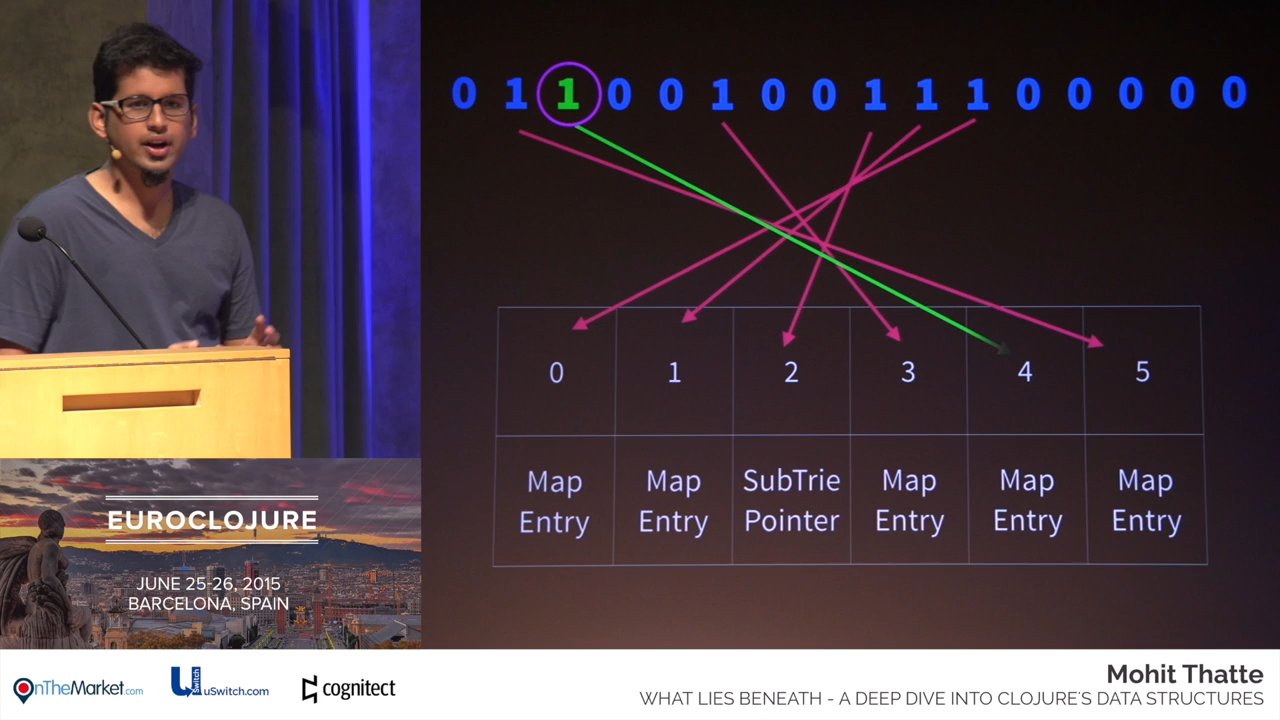 0 1 1 0 0 1 0 0 1 1 1 0 0 0 0 0
0 1 2 3 4 5
Map Map SubTrie Map Map Map
Entry Entry Pointer Entry Entry Entry
EUROCLOJURE
JUNE 25-26, 2015
BARCELONA, SPAIN
OnTheMarket.com
uSwitch
uSwitch.com
cognitect
Mohit Thatte
WHAT LIES BENEATH - A DEEP DIVE INTO CLOJURE'S DATA STRUCTURES